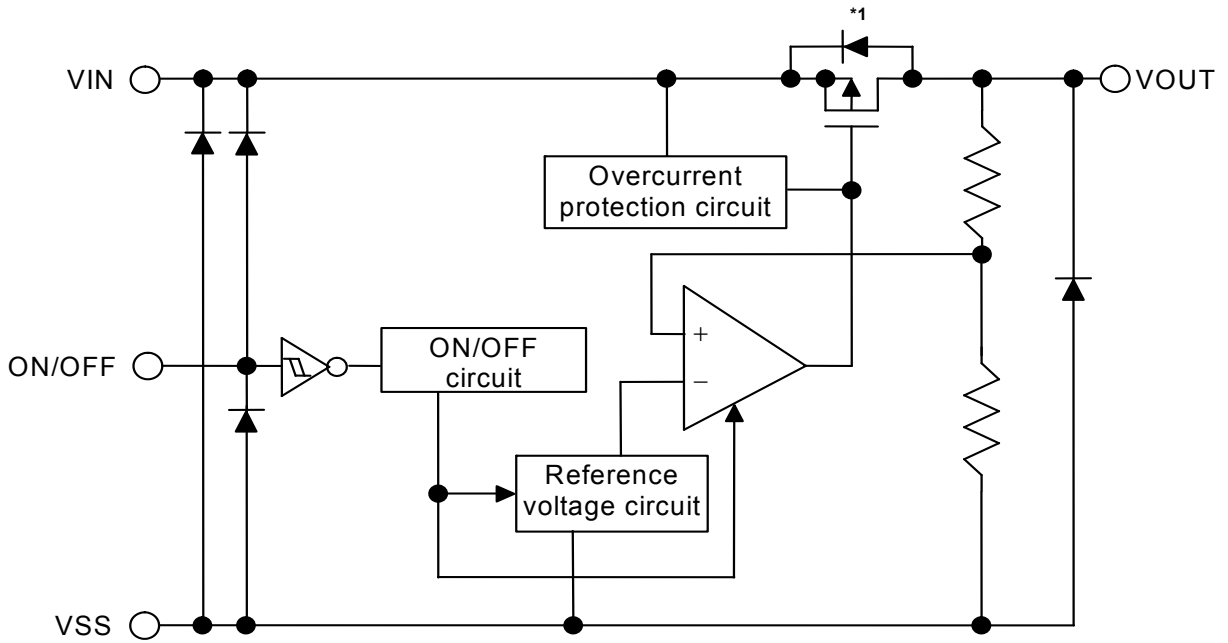 *1
VIN
VOUT
Overcurrent
protection circuit
+
−
ON/OFF
ON/OFF
circuit
Reference
voltage circuit
VSS